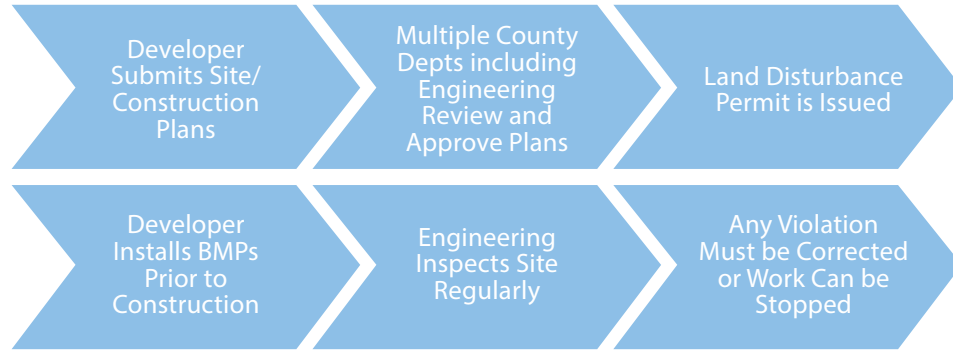 Developer
Submits Site/
Construction
Plans
Multiple County
Depts including
Engineering
Review and
Approve Plans
Land Disturbance
Permit is Issued
Developer
Installs BMPs
Prior to
Construction
Engineering
Inspects Site
Regularly
Any Violation
Must be Corrected
or Work Can be
Stopped